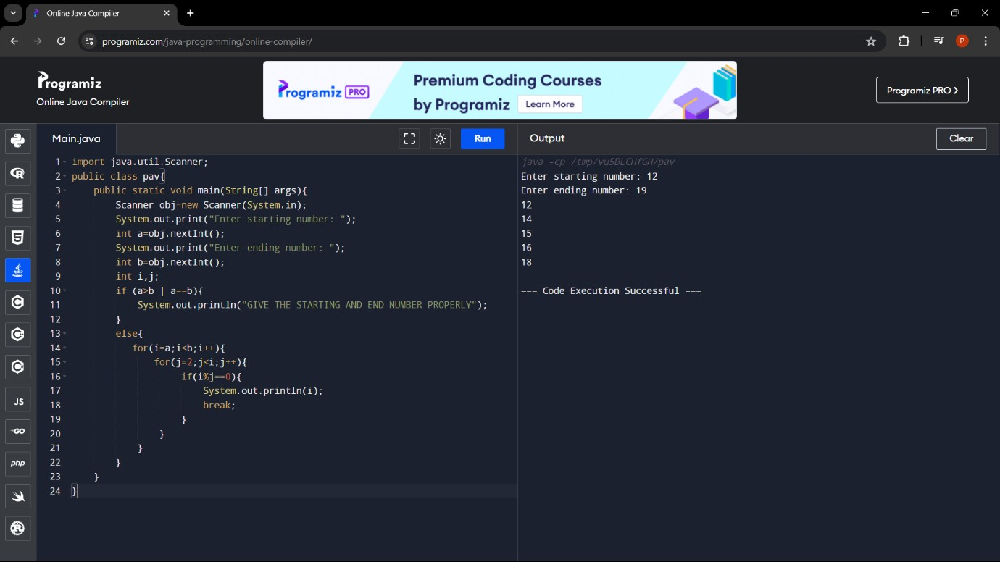 Online Java Compiler
programiz.com/java-programming/online-compiler/
P
Programiz
Online Java Compiler
Programiz PRO
Premium Coding Courses
by Programiz Learn More
Programiz PRO ❯
Main.java
Run
1 import java.util.Scanner;
2 public class pav{
3 public static void main(String[] args){
4 Scanner obj=new Scanner(System.in);
5 System.out.print("Enter starting number: ");
6 int a=obj.nextInt();
7 System.out.print("Enter ending number: ");
8 int b=obj.nextInt();
9 int i,j;
10 if (a>b | a==b){
11 System.out.println("GIVE THE STARTING AND END NUMBER PROPERLY");
12 }
13 else{
14 for(i=a;i<b;i++){
15 for(j=2;j<i;j++){
16 if(i%j==0){
17 System.out.println(i);
18 break;
19 }
20 }
21 }
22 }
23 }
24 }
Output
Clear
java -cp /tmp/vu5BLCHfGH/pav
Enter starting number: 12
Enter ending number: 19
12
14
15
16
18
=== Code Execution Successful ===
R
5
C
C
C
JS
GO
php
R